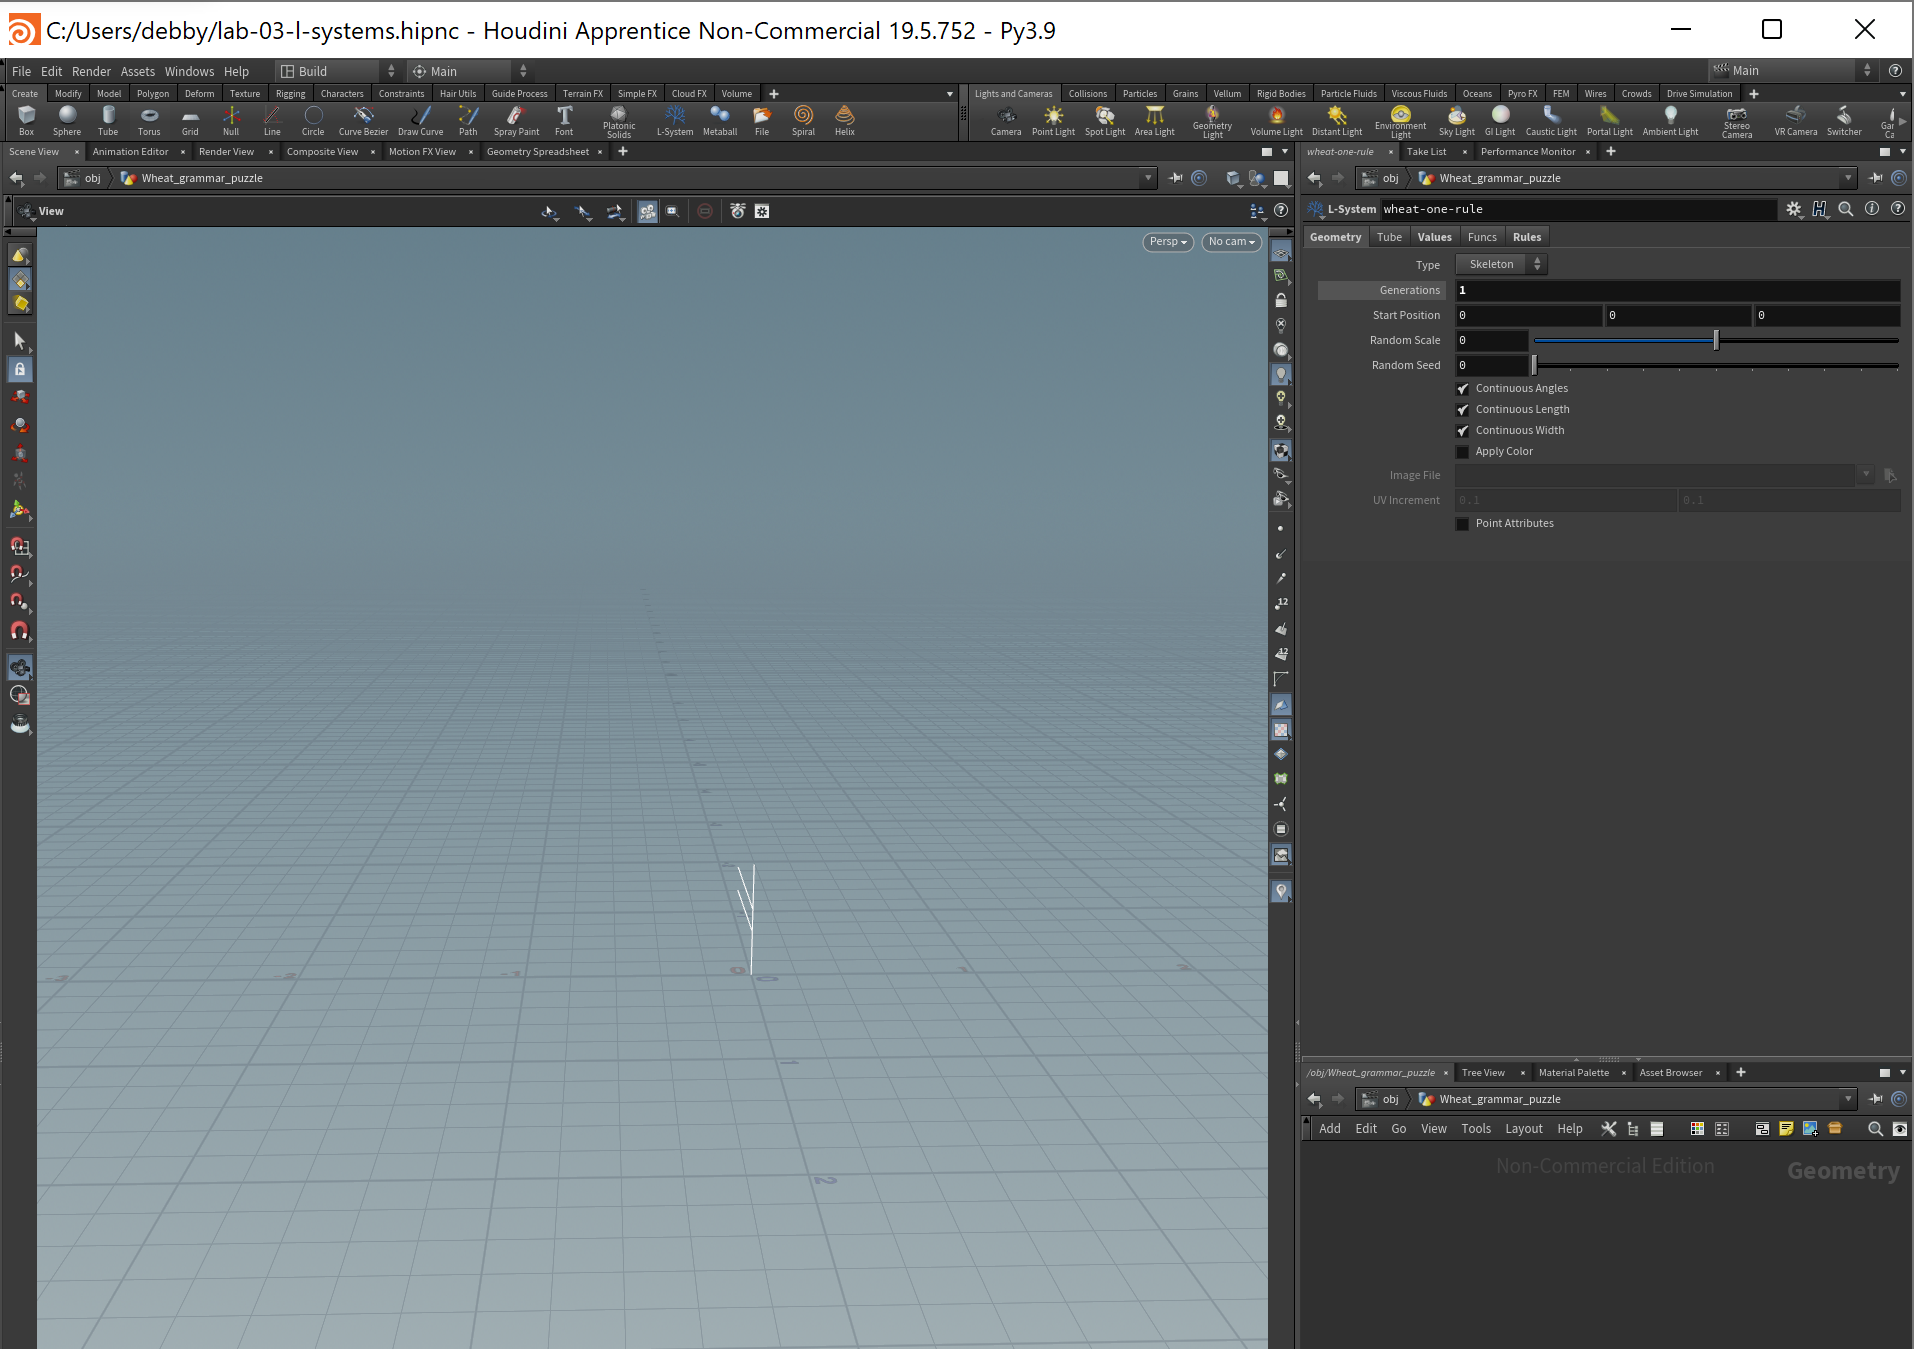 C:/Users/debby/lab-03-l-systems.hipnc - Houdini Apprentice Non-Commercial 19.5.752 - Py3.9
File Edit Render Assets Windows Help Build Main Main
Create Modify Model Polygon Deform Texture Rigging Characters Constraints Hair Utils Guide Process Terrain FX Simple FX Cloud FX Volume Lights and Cameras Collisions Particles Grains Vellum Rigid Bodies Particle Fluids Viscous Fluids Oceans Pyro FX FEM Wires Crowds Drive Simulation
Box Sphere Tube Torus Grid Null Line Circle Curve Bezier Draw Curve Path Spray Paint Font Platonic Solids L-System Metaball File Spiral Helix Camera Point Light Spot Light Area Light Geometry Light Volume Light Distant Light Environment Light Sky Light GI Light Caustic Light Portal Light Ambient Light Stereo Camera VR Camera Switcher Gar Ca
Scene View Animation Editor Render View Composite View Motion FX View Geometry Spreadsheet wheat-one-rule Take List Performance Monitor
obj Wheat_grammar_puzzle obj Wheat_grammar_puzzle
View L-System wheat-one-rule
Persp No cam Geometry Tube Values Funcs Rules
Type Skeleton
Generations 1
Start Position 0 0 0
Random Scale 0
Random Seed 0
Continuous Angles
Continuous Length
Continuous Width
Apply Color
Image File
UV Increment 0.1 0.1
Point Attributes
12
12
-3 -2 -1 0 0 1 2
1
2
/obj/Wheat_grammar_puzzle Tree View Material Palette Asset Browser
obj Wheat_grammar_puzzle
Add Edit Go View Tools Layout Help
Non-Commercial Edition Geometry